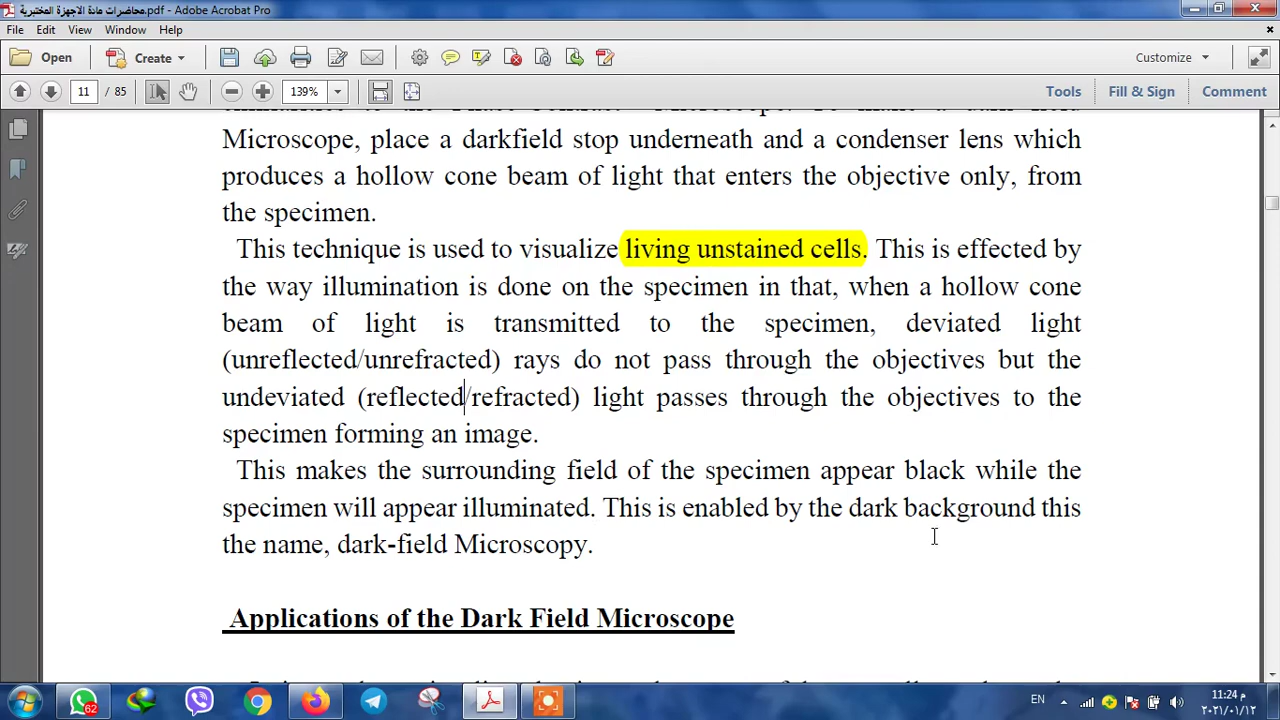 محاضرات مادة الاجهزة المختبرية.pdf - Adobe Acrobat Pro
File Edit View Window Help
Open Create Customize
11 / 85 139% Tools Fill & Sign Comment
Microscope, place a darkfield stop underneath and a condenser lens which
produces a hollow cone beam of light that enters the objective only, from
the specimen.
This technique is used to visualize living unstained cells. This is effected by
the way illumination is done on the specimen in that, when a hollow cone
beam of light is transmitted to the specimen, deviated light
(unreflected/unrefracted) rays do not pass through the objectives but the
undeviated (reflected/refracted) light passes through the objectives to the
specimen forming an image.
This makes the surrounding field of the specimen appear black while the
specimen will appear illuminated. This is enabled by the dark background this
the name, dark-field Microscopy.
Applications of the Dark Field Microscope
62
EN
11:24 م
٢٠٢١/٠١/١٢